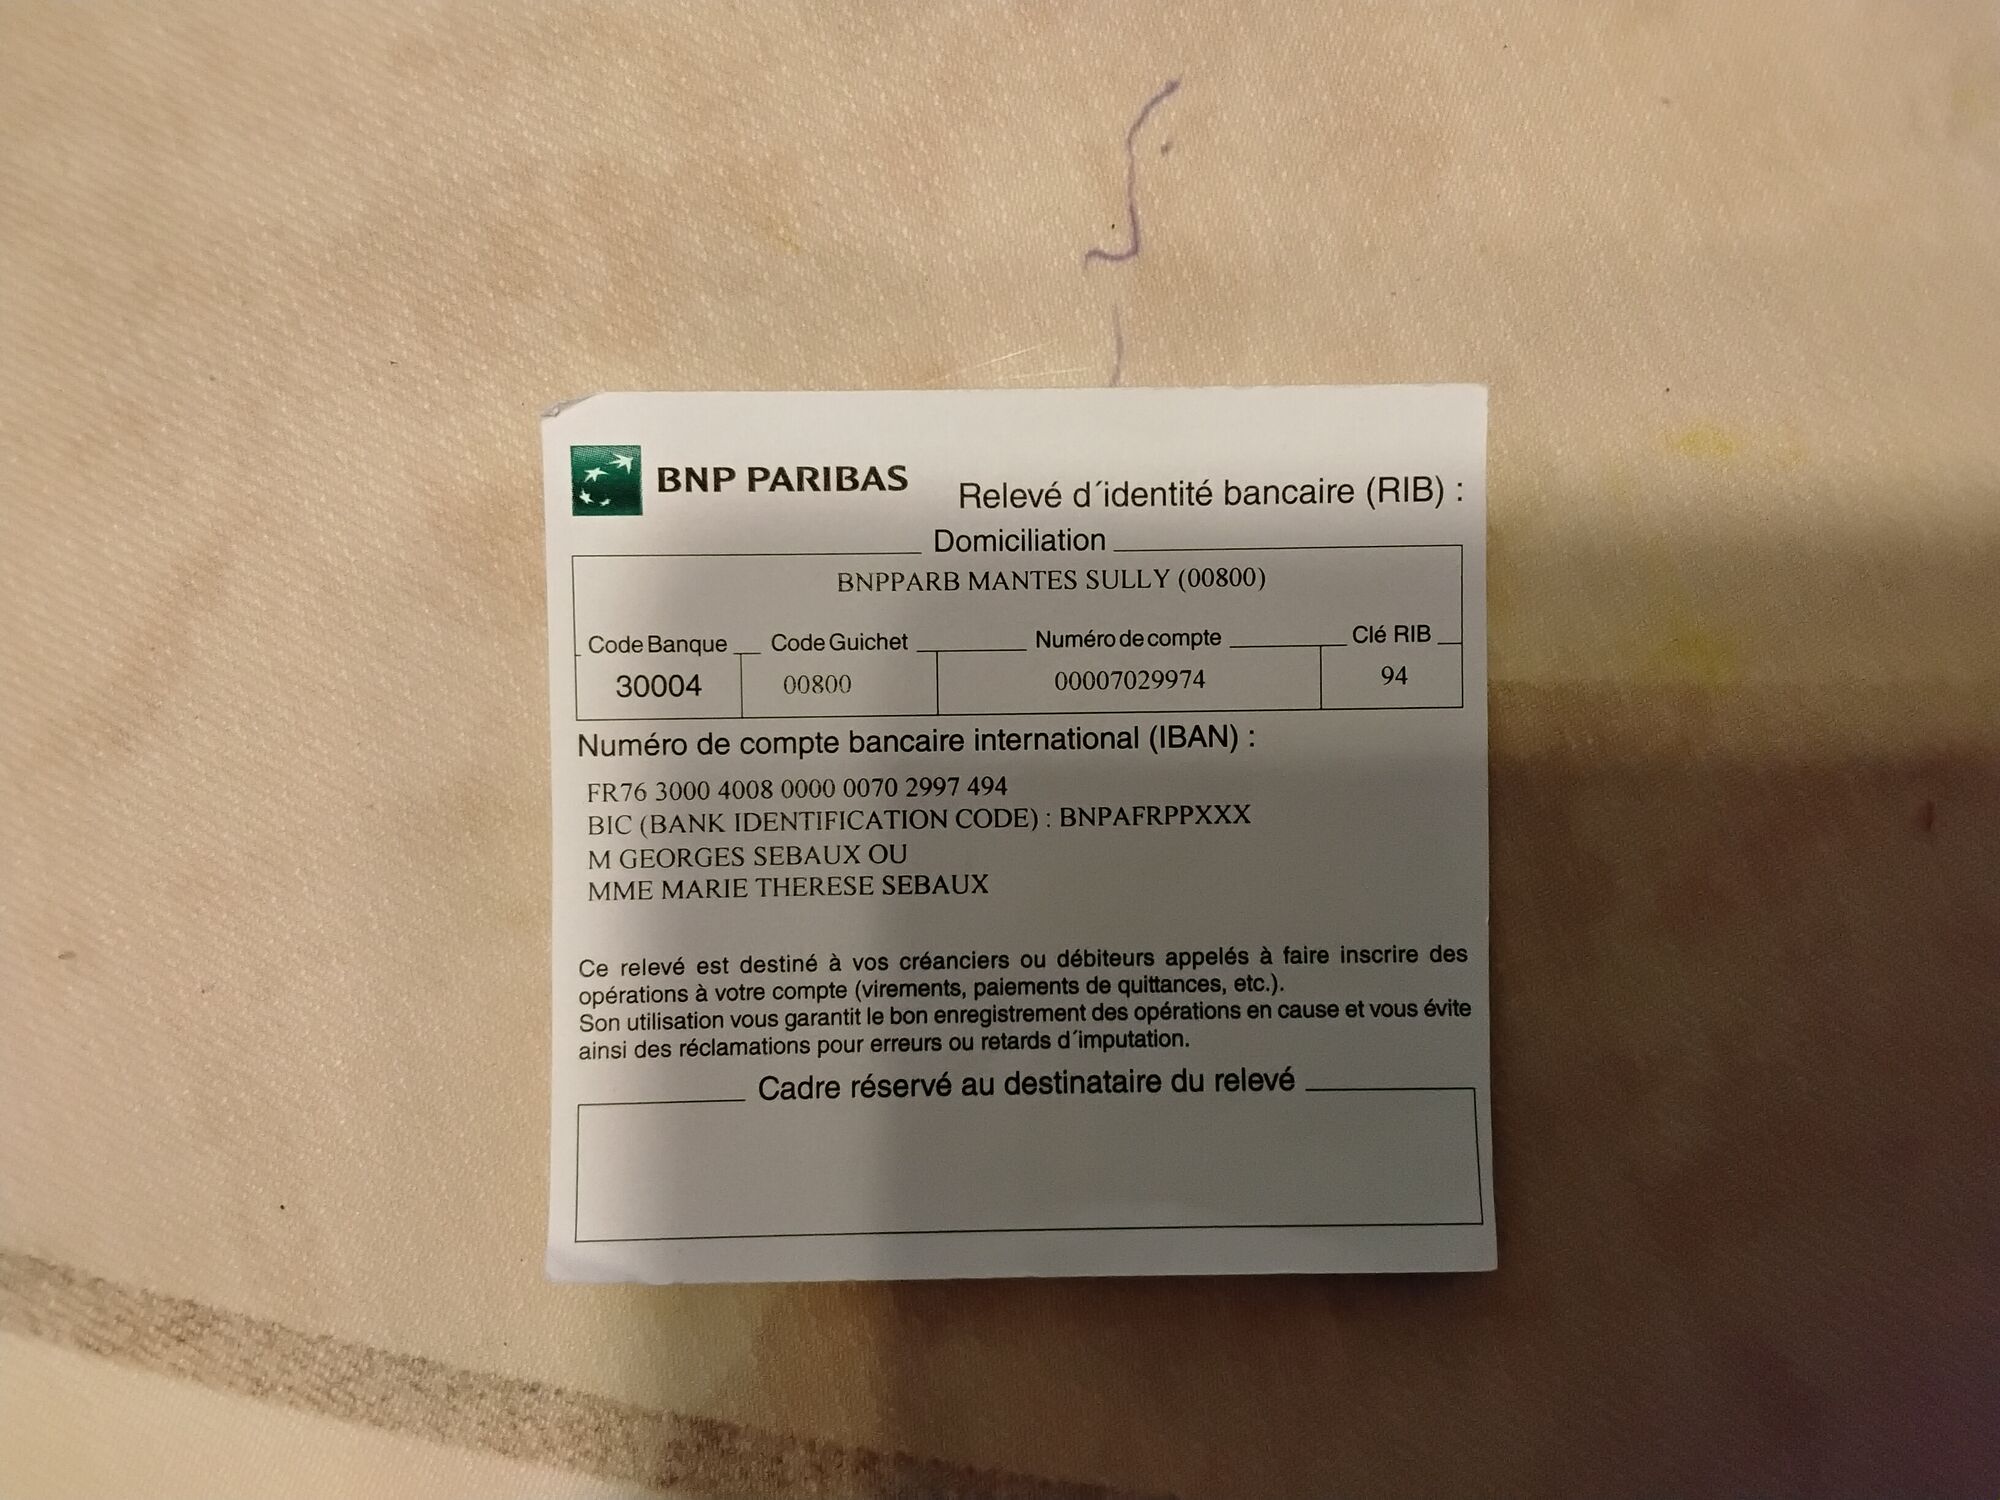 BNP PARIBAS
Relevé d´identité bancaire (RIB) :
Domiciliation
BNPPARB MANTES SULLY (00800)
Code Banque Code Guichet Numéro de compte Clé RIB
30004 00800 00007029974 94
Numéro de compte bancaire international (IBAN) :
FR76 3000 4008 0000 0070 2997 494
BIC (BANK IDENTIFICATION CODE) : BNPAFRPPXXX
M GEORGES SEBAUX OU
MME MARIE THERESE SEBAUX
Ce relevé est destiné à vos créanciers ou débiteurs appelés à faire inscrire des
opérations à votre compte (virements, paiements de quittances, etc.).
Son utilisation vous garantit le bon enregistrement des opérations en cause et vous évite
ainsi des réclamations pour erreurs ou retards d´imputation.
Cadre réservé au destinataire du relevé